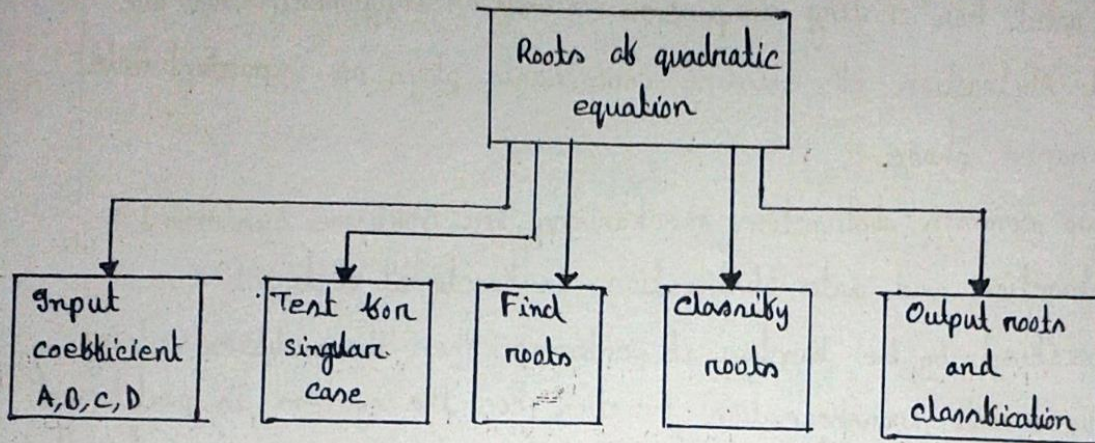 Roots of quadratic
equation
Input
coefficient
A, B, C, D
Test for
singular
case
Find
roots
Classify
roots
Output roots
and
classification